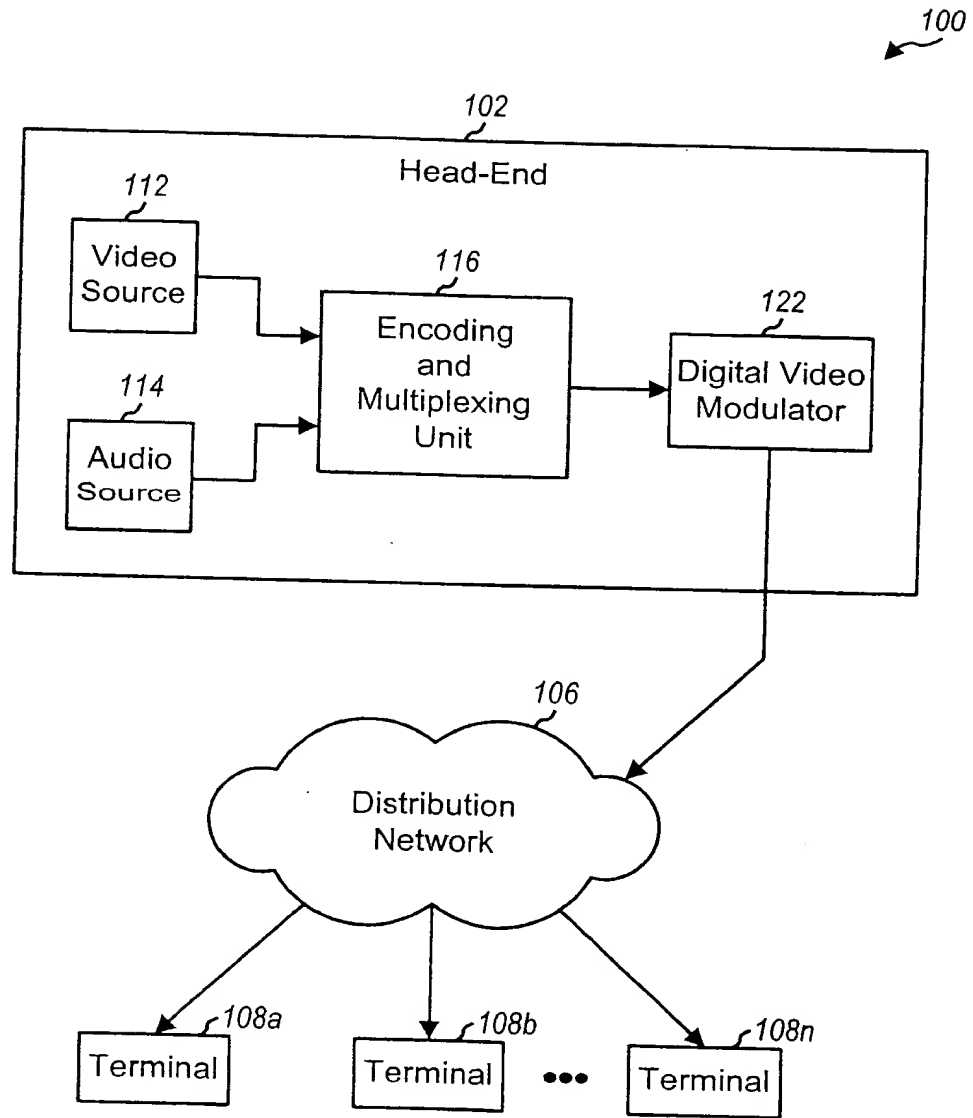 100
102
Head-End
112
Video
Source
116
Encoding
and
Multiplexing
Unit
122
Digital Video
Modulator
114
Audio
Source
106
Distribution
Network
108a
Terminal
108b
Terminal
•••
108n
Terminal